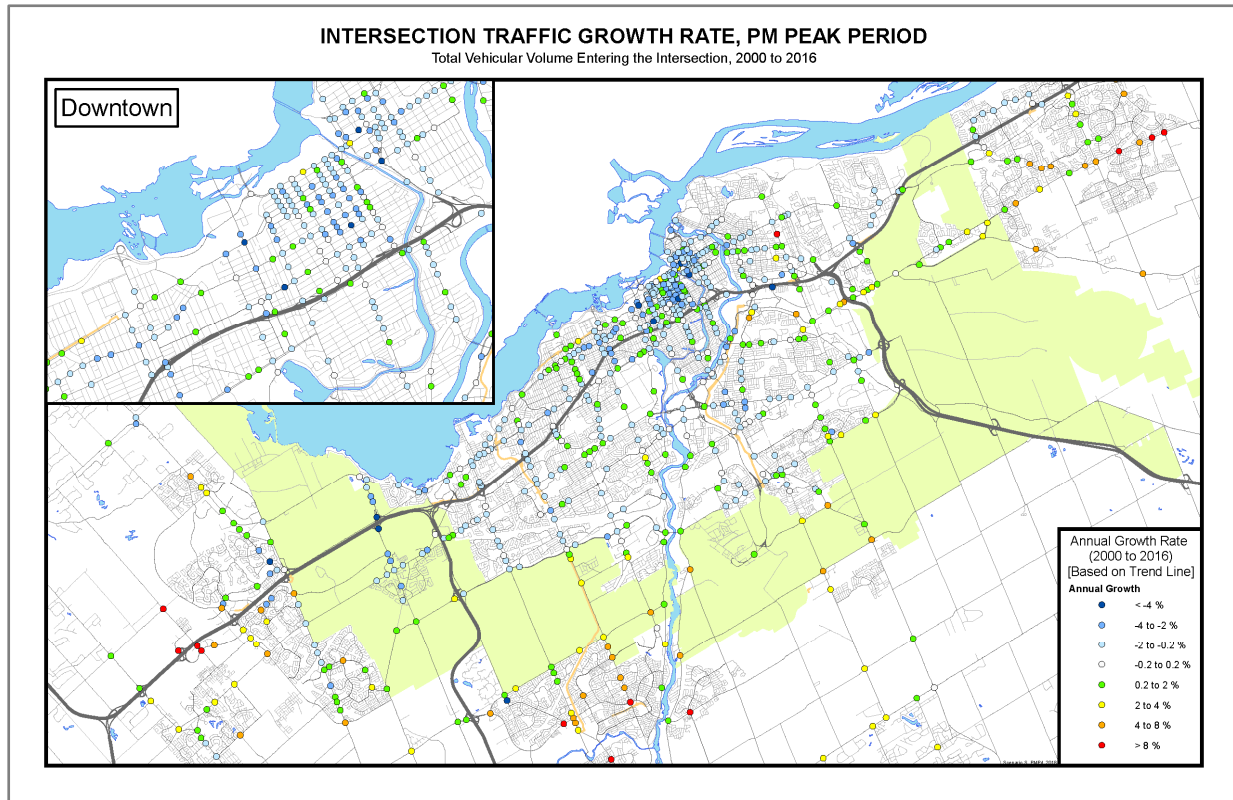 INTERSECTION TRAFFIC GROWTH RATE, PM PEAK PERIOD
Total Vehicular Volume Entering the Intersection, 2000 to 2016
Downtown
Annual Growth Rate
(2000 to 2016)
[Based on Trend Line]
Annual Growth
< -4 %
-4 to -2 %
-2 to -0.2 %
-0.2 to 0.2 %
0.2 to 2 %
2 to 4 %
4 to 8 %
> 8 %